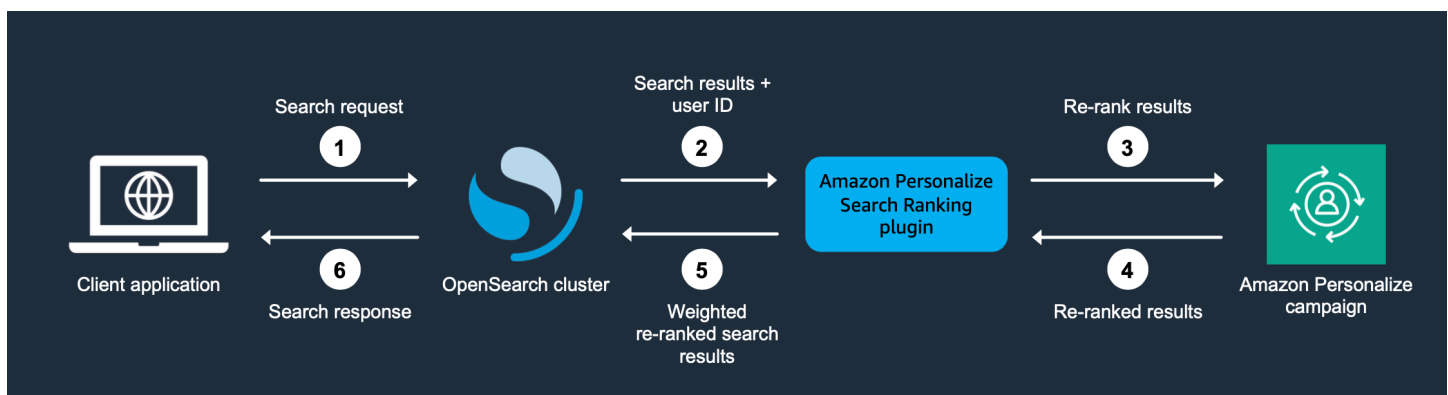 Search request
1
Search results +
user ID
2
Re-rank results
3
Client application
OpenSearch cluster
Amazon Personalize
Search Ranking
plugin
Amazon Personalize
campaign
6
Search response
5
Weighted
re-ranked search
results
4
Re-ranked results